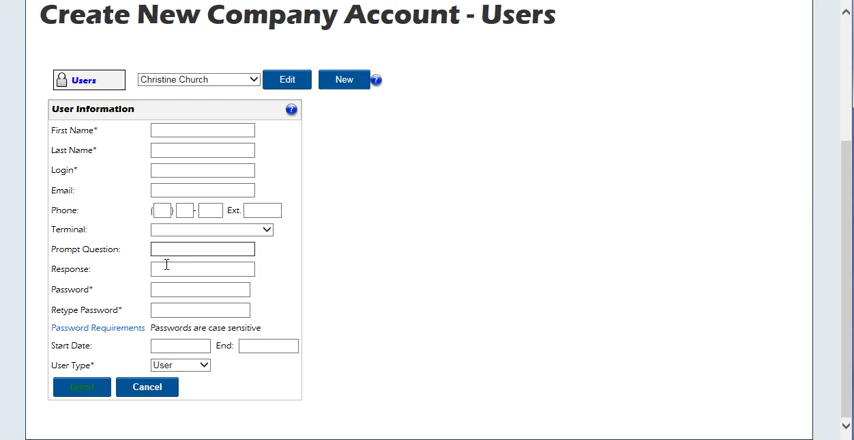 Create New Company Account - Users
Users Christine Church Edit New ?
User Information ?
First Name*
Last Name*
Login*
Email:
Phone: ( ) - Ext.
Terminal:
Prompt Question:
Response:
Password*
Retype Password*
Password Requirements Passwords are case sensitive
Start Date: End:
User Type* User
Cancel